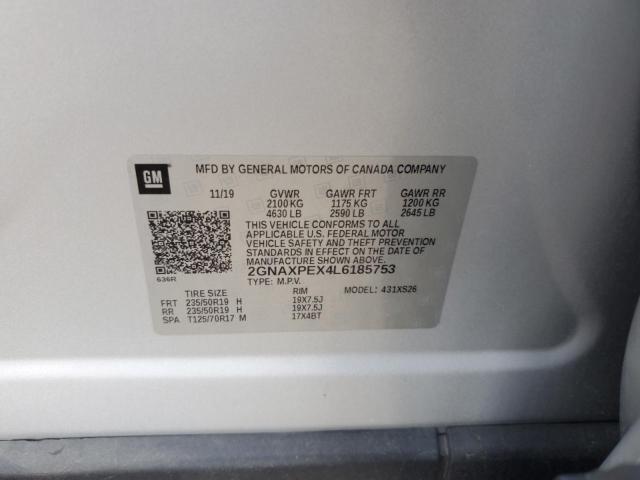 GM
MFD BY GENERAL MOTORS OF CANADA COMPANY
11/19 GVWR GAWR FRT GAWR RR
2100 KG 1175 KG 1200 KG
4630 LB 2590 LB 2645 LB
THIS VEHICLE CONFORMS TO ALL
APPLICABLE U.S. FEDERAL MOTOR
VEHICLE SAFETY AND THEFT PREVENTION
STANDARDS IN EFFECT ON THE DATE
OF MANUFACTURE SHOWN ABOVE.
2GNAXPEX4L6185753
636R
TYPE: M.P.V. MODEL: 431XS26
TIRE SIZE RIM
FRT 235/50R19 H 19X7.5J
RR 235/50R19 H 19X7.5J
SPA T125/70R17 M 17X4BT